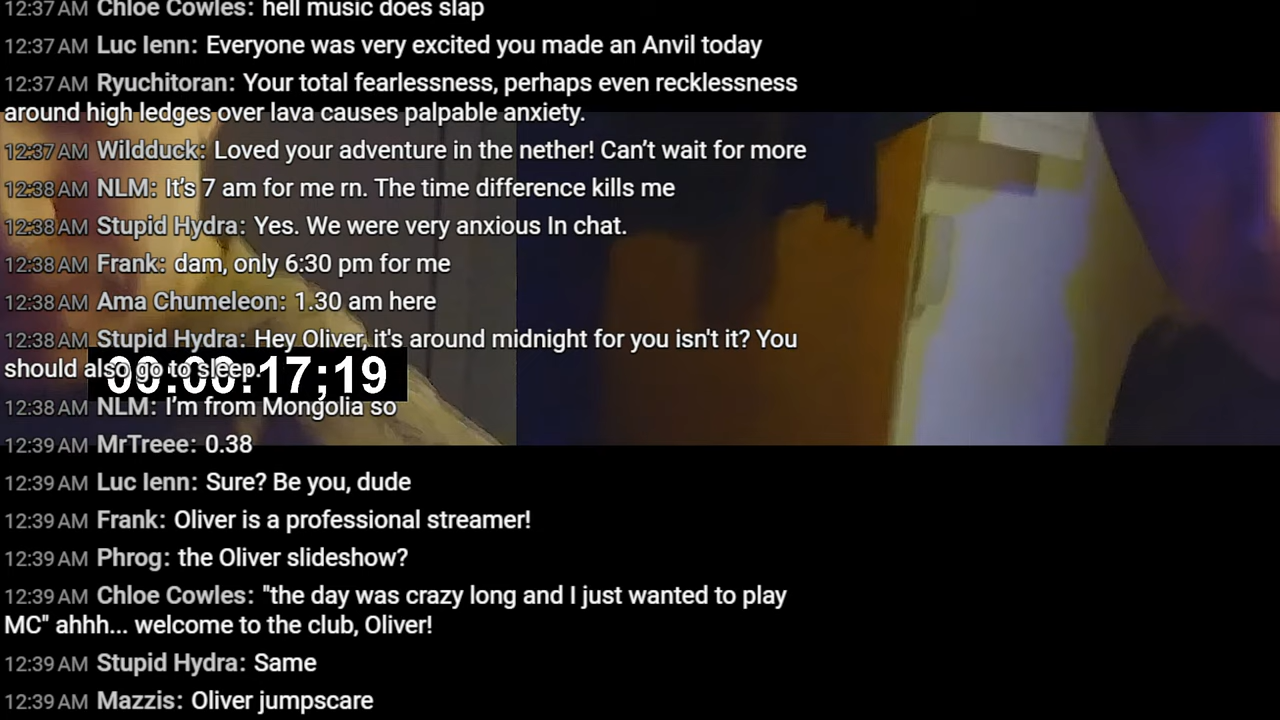 12:37 AM Chloe Cowles: hell music does slap
12:37 AM Luc Ienn: Everyone was very excited you made an Anvil today
12:37 AM Ryuchitoran: Your total fearlessness, perhaps even recklessness
around high ledges over lava causes palpable anxiety.
12:37 AM Wildduck: Loved your adventure in the nether! Can’t wait for more
12:38 AM NLM: It’s 7 am for me rn. The time difference kills me
12:38 AM Stupid Hydra: Yes. We were very anxious In chat.
12:38 AM Frank: dam, only 6:30 pm for me
12:38 AM Ama Chumeleon: 1.30 am here
12:38 AM Stupid Hydra: Hey Oliver, it's around midnight for you isn't it? You
should also go to sleep.
00:00:17;19
12:38 AM NLM: I’m from Mongolia so
12:39 AM MrTreee: 0.38
12:39 AM Luc Ienn: Sure? Be you, dude
12:39 AM Frank: Oliver is a professional streamer!
12:39 AM Phrog: the Oliver slideshow?
12:39 AM Chloe Cowles: "the day was crazy long and I just wanted to play
MC" ahhh... welcome to the club, Oliver!
12:39 AM Stupid Hydra: Same
12:39 AM Mazzis: Oliver jumpscare